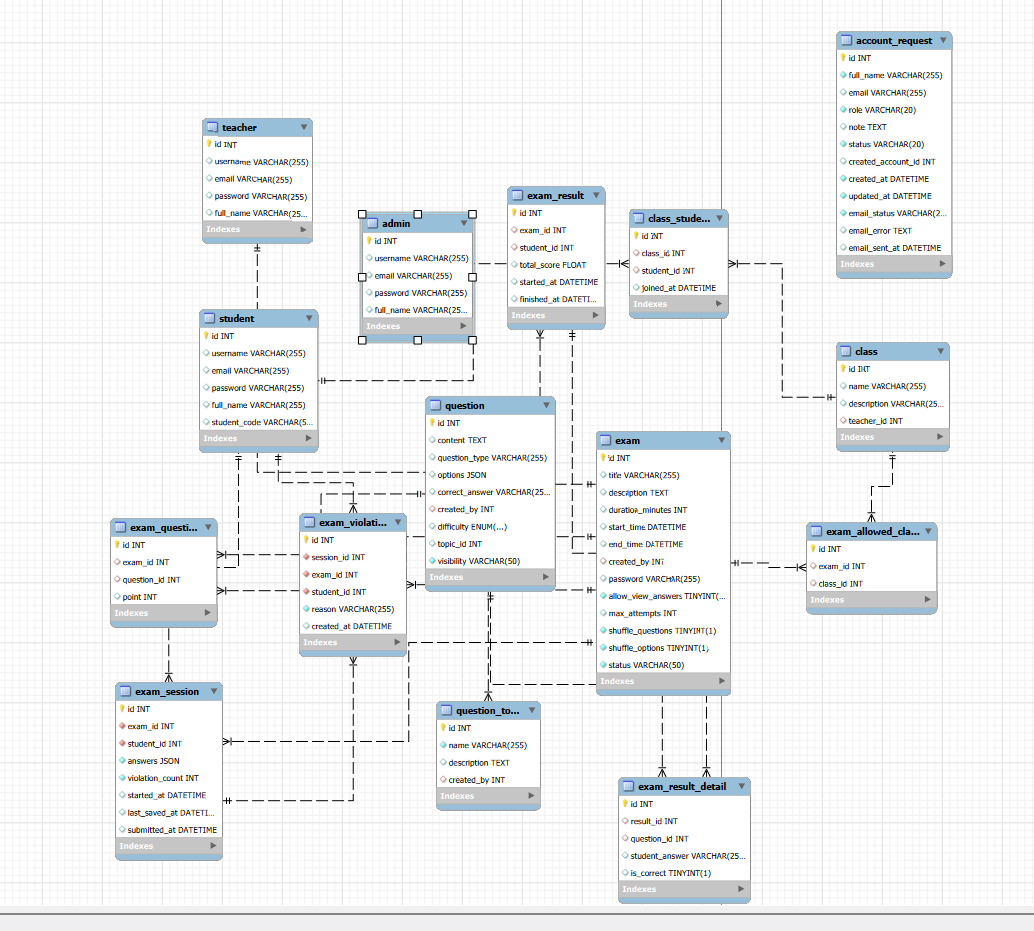 account_request
id INT
full_name VARCHAR(255)
email VARCHAR(255)
role VARCHAR(20)
note TEXT
status VARCHAR(20)
created_account_id INT
created_at DATETIME
updated_at DATETIME
email_status VARCHAR(2...
email_error TEXT
email_sent_at DATETIME
Indexes
teacher
id INT
username VARCHAR(255)
email VARCHAR(255)
password VARCHAR(255)
full_name VARCHAR(25...
Indexes
admin
id INT
username VARCHAR(255)
email VARCHAR(255)
password VARCHAR(255)
full_name VARCHAR(25...
Indexes
exam_result
id INT
exam_id INT
student_id INT
total_score FLOAT
started_at DATETIME
finished_at DATETI...
Indexes
class_stude...
id INT
class_id INT
student_id INT
joined_at DATETIME
Indexes
student
id INT
username VARCHAR(255)
email VARCHAR(255)
password VARCHAR(255)
full_name VARCHAR(255)
student_code VARCHAR(5...
Indexes
class
id INT
name VARCHAR(255)
description VARCHAR(25...
teacher_id INT
Indexes
question
id INT
content TEXT
question_type VARCHAR(255)
options JSON
correct_answer VARCHAR(25...
created_by INT
difficulty ENUM(...)
topic_id INT
visibility VARCHAR(50)
Indexes
exam
id INT
title VARCHAR(255)
description TEXT
duration_minutes INT
start_time DATETIME
end_time DATETIME
created_by INT
password VARCHAR(255)
allow_view_answers TINYINT(...
max_attempts INT
shuffle_questions TINYINT(1)
shuffle_options TINYINT(1)
status VARCHAR(50)
Indexes
exam_questi...
id INT
exam_id INT
question_id INT
point INT
Indexes
exam_violati...
id INT
session_id INT
exam_id INT
student_id INT
reason VARCHAR(255)
created_at DATETIME
Indexes
exam_allowed_cla...
id INT
exam_id INT
class_id INT
Indexes
exam_session
id INT
exam_id INT
student_id INT
answers JSON
violation_count INT
started_at DATETIME
last_saved_at DATETI...
submitted_at DATETIME
Indexes
question_to...
id INT
name VARCHAR(255)
description TEXT
created_by INT
Indexes
exam_result_detail
id INT
result_id INT
question_id INT
student_answer VARCHAR(25...
is_correct TINYINT(1)
Indexes